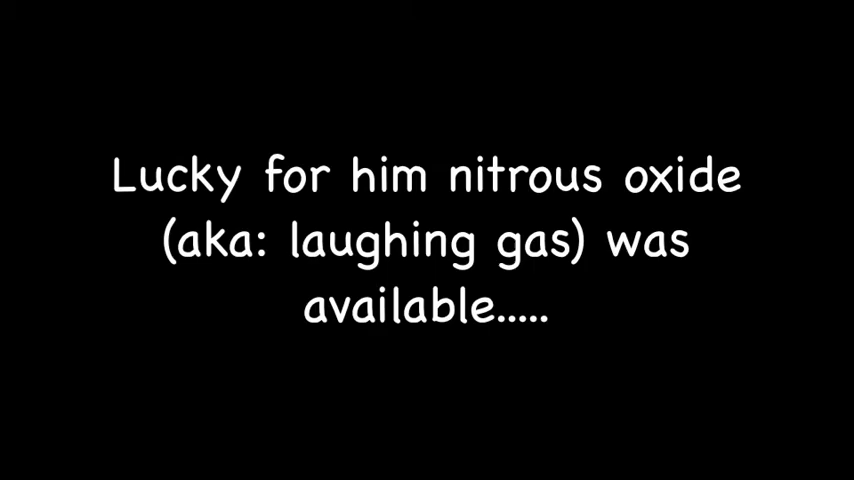 Lucky for him nitrous oxide
(aka: laughing gas) was
available.....